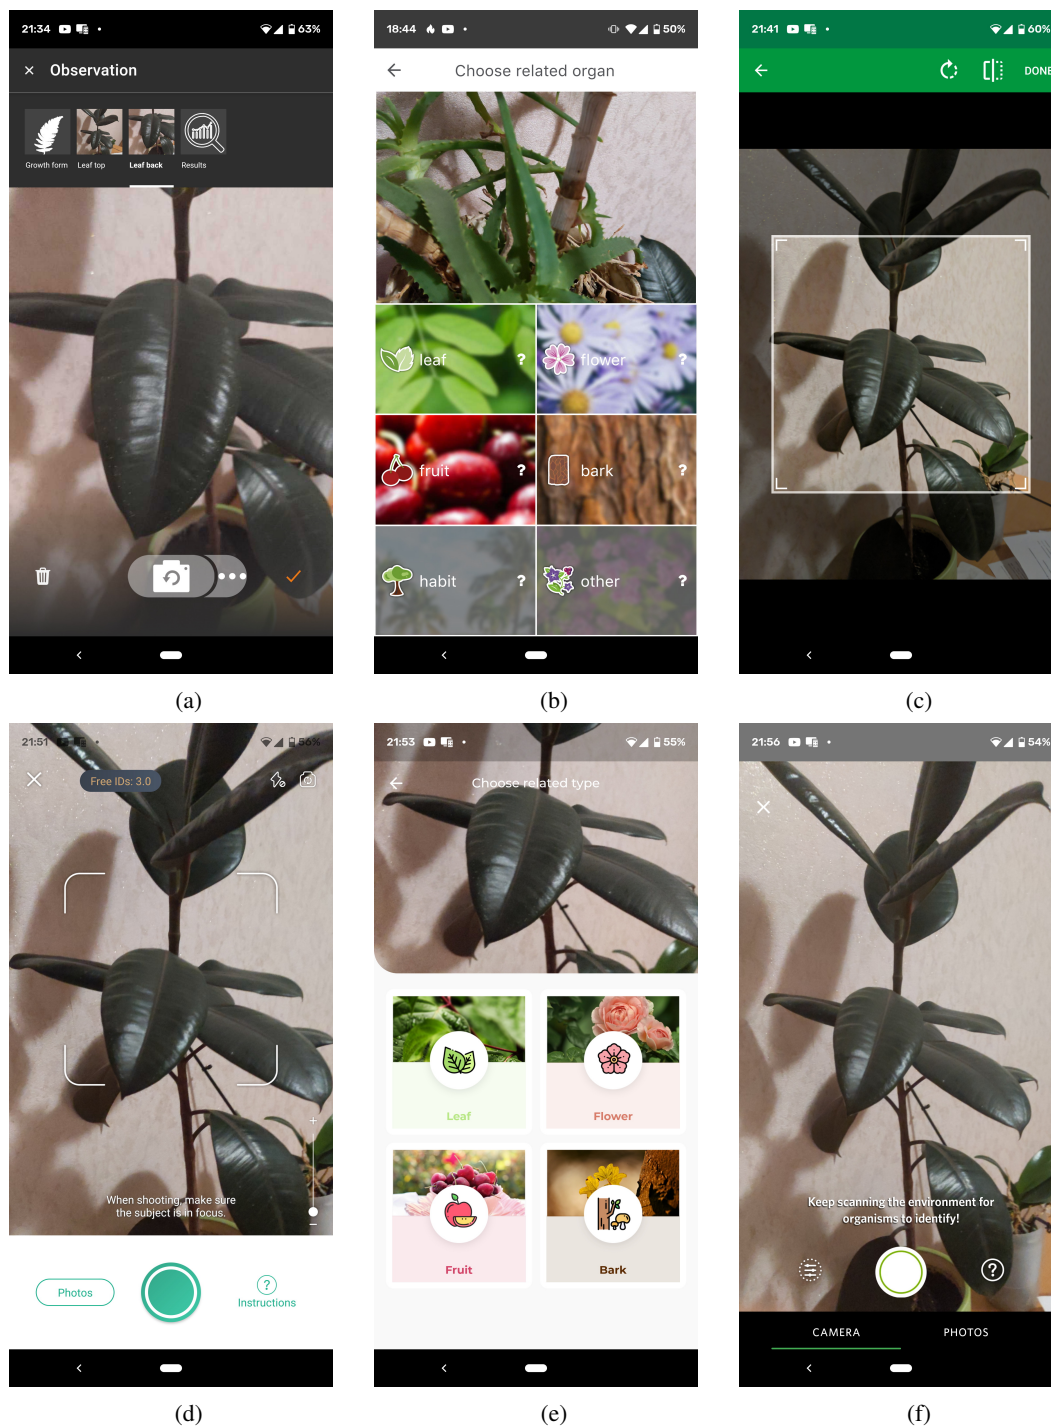 21:34
63%
Observation
Growth form
Leaf top
Leaf back
Results
(a)
18:44
50%
Choose related organ
leaf
?
flower
?
fruit
?
bark
?
habit
?
other
?
(b)
21:41
60%
DONE
(c)
21:51
56%
Free IDs: 3.0
When shooting, make sure
the subject is in focus.
Photos
?
Instructions
(d)
21:53
55%
Choose related type
Leaf
Flower
Fruit
Bark
(e)
21:56
54%
Keep scanning the environment for
organisms to identify!
?
CAMERA
PHOTOS
(f)